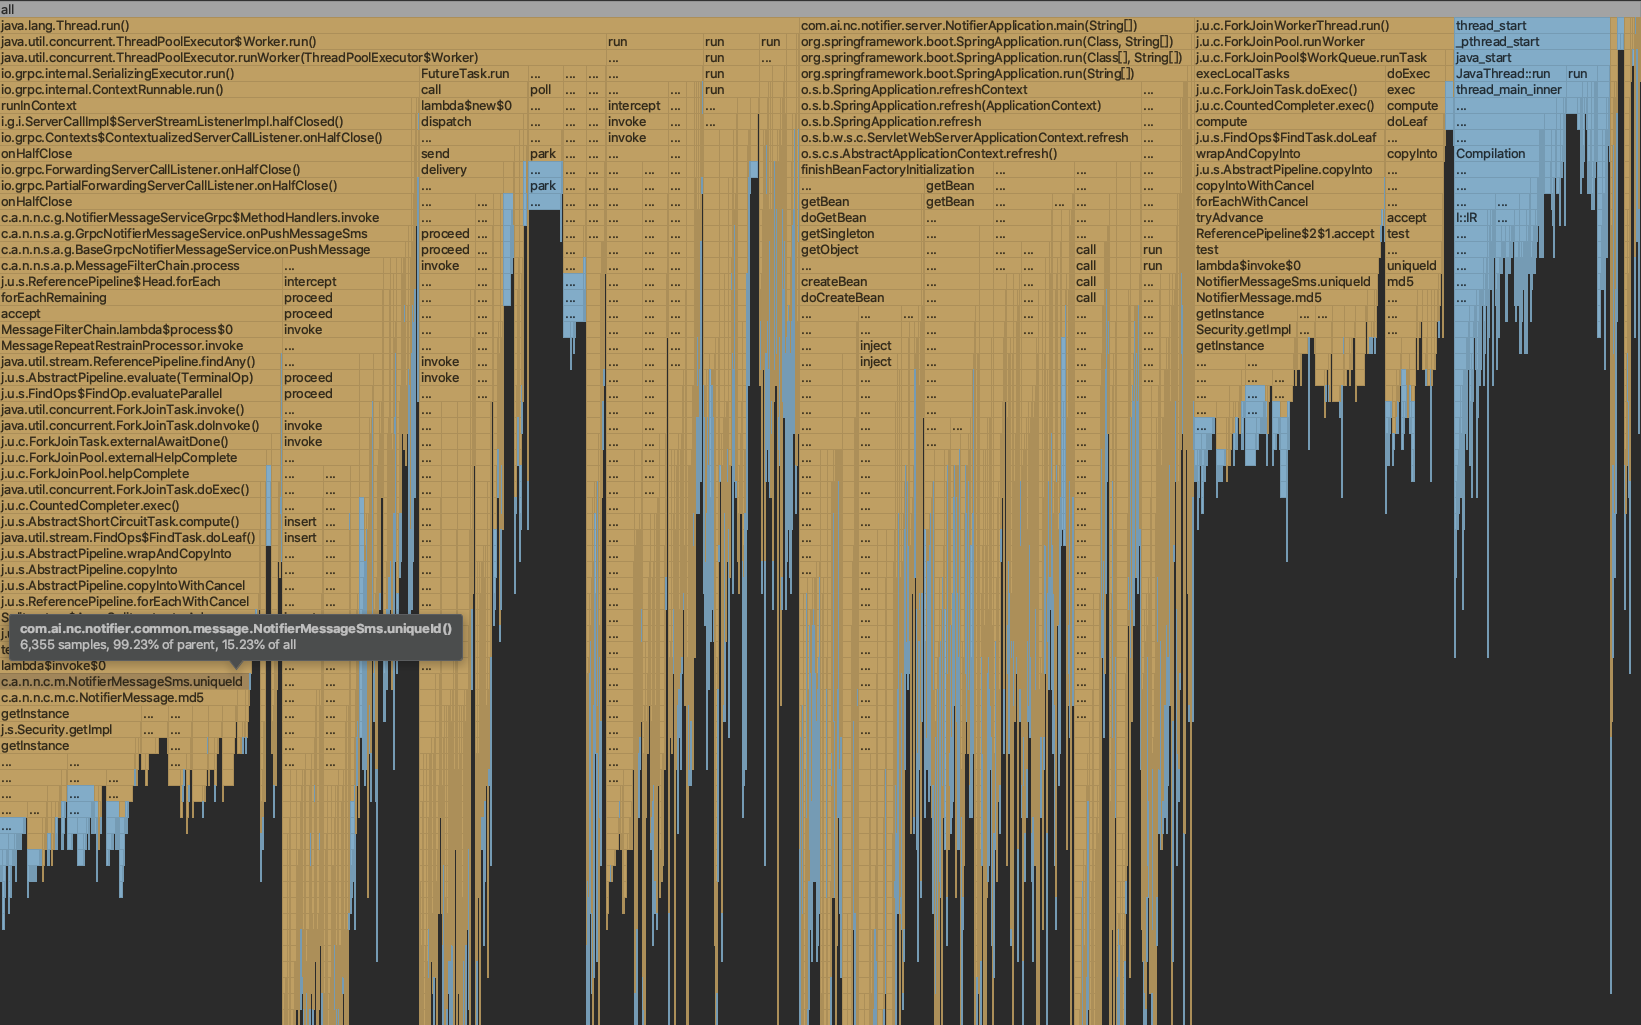 all
java.lang.Thread.run() com.ai.nc.notifier.server.NotifierApplication.main(String[]) j.u.c.ForkJoinWorkerThread.run() thread_start
java.util.concurrent.ThreadPoolExecutor$Worker.run() run run run org.springframework.boot.SpringApplication.run(Class, String[]) j.u.c.ForkJoinPool.runWorker _pthread_start
java.util.concurrent.ThreadPoolExecutor.runWorker(ThreadPoolExecutor$Worker) ... run ... org.springframework.boot.SpringApplication.run(Class[], String[]) j.u.c.ForkJoinPool$WorkQueue.runTask java_start
io.grpc.internal.SerializingExecutor.run() FutureTask.run ... ... ... ... run org.springframework.boot.SpringApplication.run(String[]) execLocalTasks doExec JavaThread::run run
io.grpc.internal.ContextRunnable.run() call poll ... ... ... ... run o.s.b.SpringApplication.refreshContext ... j.u.c.ForkJoinTask.doExec() exec thread_main_inner
runInContext lambda$new$0 ... ... ... intercept ... ... o.s.b.SpringApplication.refresh(ApplicationContext) ... j.u.c.CountedCompleter.exec() compute ...
i.g.i.ServerCallImpl$ServerStreamListenerImpl.halfClosed() dispatch ... ... ... invoke ... ... o.s.b.SpringApplication.refresh ... compute doLeaf ...
io.grpc.Contexts$ContextualizedServerCallListener.onHalfClose() ... ... ... ... invoke ... o.s.b.w.s.c.ServletWebServerApplicationContext.refresh ... j.u.s.FindOps$FindTask.doLeaf ... ...
onHalfClose send park ... ... ... ... o.s.c.s.AbstractApplicationContext.refresh() ... wrapAndCopyInto copyInto Compilation
io.grpc.ForwardingServerCallListener.onHalfClose() delivery ... ... ... ... ... finishBeanFactoryInitialization ... ... ... j.u.s.AbstractPipeline.copyInto ... ...
io.grpc.PartialForwardingServerCallListener.onHalfClose() ... park ... ... ... ... ... getBean ... ... ... copyIntoWithCancel ... ...
onHalfClose ... ... ... ... ... ... ... getBean getBean ... ... ... forEachWithCancel ... ... ...
c.a.n.n.c.g.NotifierMessageServiceGrpc$MethodHandlers.invoke ... ... ... ... ... ... doGetBean ... ... ... ... tryAdvance accept I::IR ...
c.a.n.n.s.a.g.GrpcNotifierMessageService.onPushMessageSms proceed ... ... ... ... ... getSingleton ... ... ... ... ReferencePipeline$2$1.accept test ...
c.a.n.n.s.a.g.BaseGrpcNotifierMessageService.onPushMessage proceed ... ... ... ... ... getObject ... ... ... call run test ... ...
c.a.n.n.s.a.p.MessageFilterChain.process ... invoke ... ... ... ... ... ... ... ... ... call run lambda$invoke$0 uniqueId ...
j.u.s.ReferencePipeline$Head.forEach intercept ... ... ... ... ... ... createBean ... ... ... call ... NotifierMessageSms.uniqueId md5 ...
forEachRemaining proceed ... ... ... ... ... ... doCreateBean ... ... ... call ... NotifierMessage.md5 ... ...
accept proceed ... ... ... ... ... ... ... ... ... ... ... ... ... getInstance ... ... ... ...
MessageFilterChain.lambda$process$0 invoke ... ... ... ... ... ... ... ... ... ... ... ... Security.getImpl ... ... ...
MessageRepeatRestrainProcessor.invoke ... ... ... ... ... ... ... inject ... ... ... ... ... getInstance ...
java.util.stream.ReferencePipeline.findAny() ... invoke ... ... ... ... ... inject ... ... ... ... ...
j.u.s.AbstractPipeline.evaluate(TerminalOp) proceed invoke ... ... ... ... ... ... ... ... ... ... ... ...
j.u.s.FindOps$FindOp.evaluateParallel proceed ... ... ... ... ... ... ... ... ... ... ... ...
java.util.concurrent.ForkJoinTask.invoke() ... ... ... ... ... ... ... ... ... ... ...
java.util.concurrent.ForkJoinTask.doInvoke() invoke ... ... ... ... ... ... ... ... ... ...
j.u.c.ForkJoinTask.externalAwaitDone() invoke ... ... ... ... ... ... ... ...
j.u.c.ForkJoinPool.externalHelpComplete ... ... ... ... ... ... ... ...
j.u.c.ForkJoinPool.helpComplete ... ... ... ... ... ... ... ...
java.util.concurrent.ForkJoinTask.doExec() ... ... ... ... ... ... ... ...
j.u.c.CountedCompleter.exec() ... ... ... ... ... ... ...
j.u.s.AbstractShortCircuitTask.compute() insert ... ... ... ... ... ... ...
java.util.stream.FindOps$FindTask.doLeaf() insert ... ... ... ... ... ... ...
j.u.s.AbstractPipeline.wrapAndCopyInto ... ... ... ... ... ... ...
j.u.s.AbstractPipeline.copyInto ... ... ... ... ... ... ...
j.u.s.AbstractPipeline.copyIntoWithCancel ... ... ... ... ... ...
j.u.s.ReferencePipeline.forEachWithCancel ... ... ... ... ... ...
com.ai.nc.notifier.common.message.NotifierMessageSms.uniqueId()
6,355 samples, 99.23% of parent, 15.23% of all
lambda$invoke$0 ... ... ... ... ... ...
c.a.n.n.c.m.NotifierMessageSms.uniqueId ... ... ... ... ...
c.a.n.n.c.m.c.NotifierMessage.md5 ... ... ... ... ...
getInstance ... ... ... ... ... ... ...
j.s.Security.getImpl ... ... ... ... ...
getInstance ... ... ... ... ...
... ... ... ... ...
... ... ... ...
... ... ...
... ... ...
...